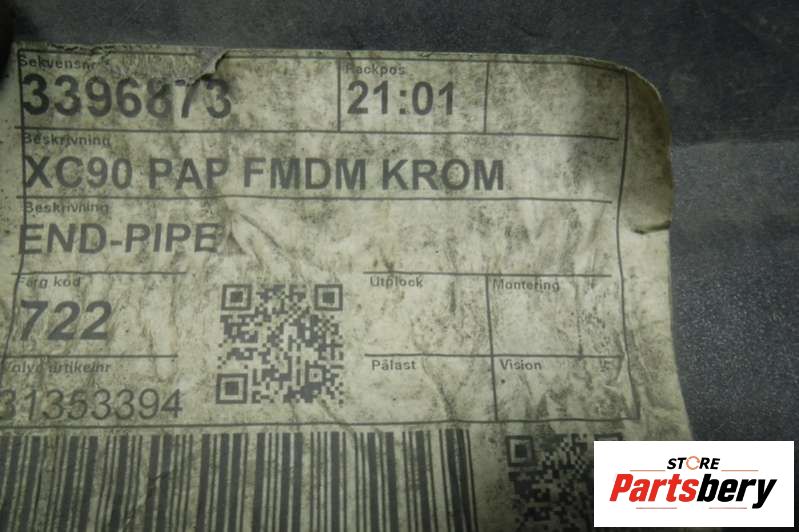 Sekvensnr Packpos
3396873 21:01
Beskrivning
XC90 PAP FMDM KROM
Beskrivning
END-PIPE
Färg kod Utplock Montering
722
Volvo artikelnr Pålast Vision
31353394
STORE
Partsbery